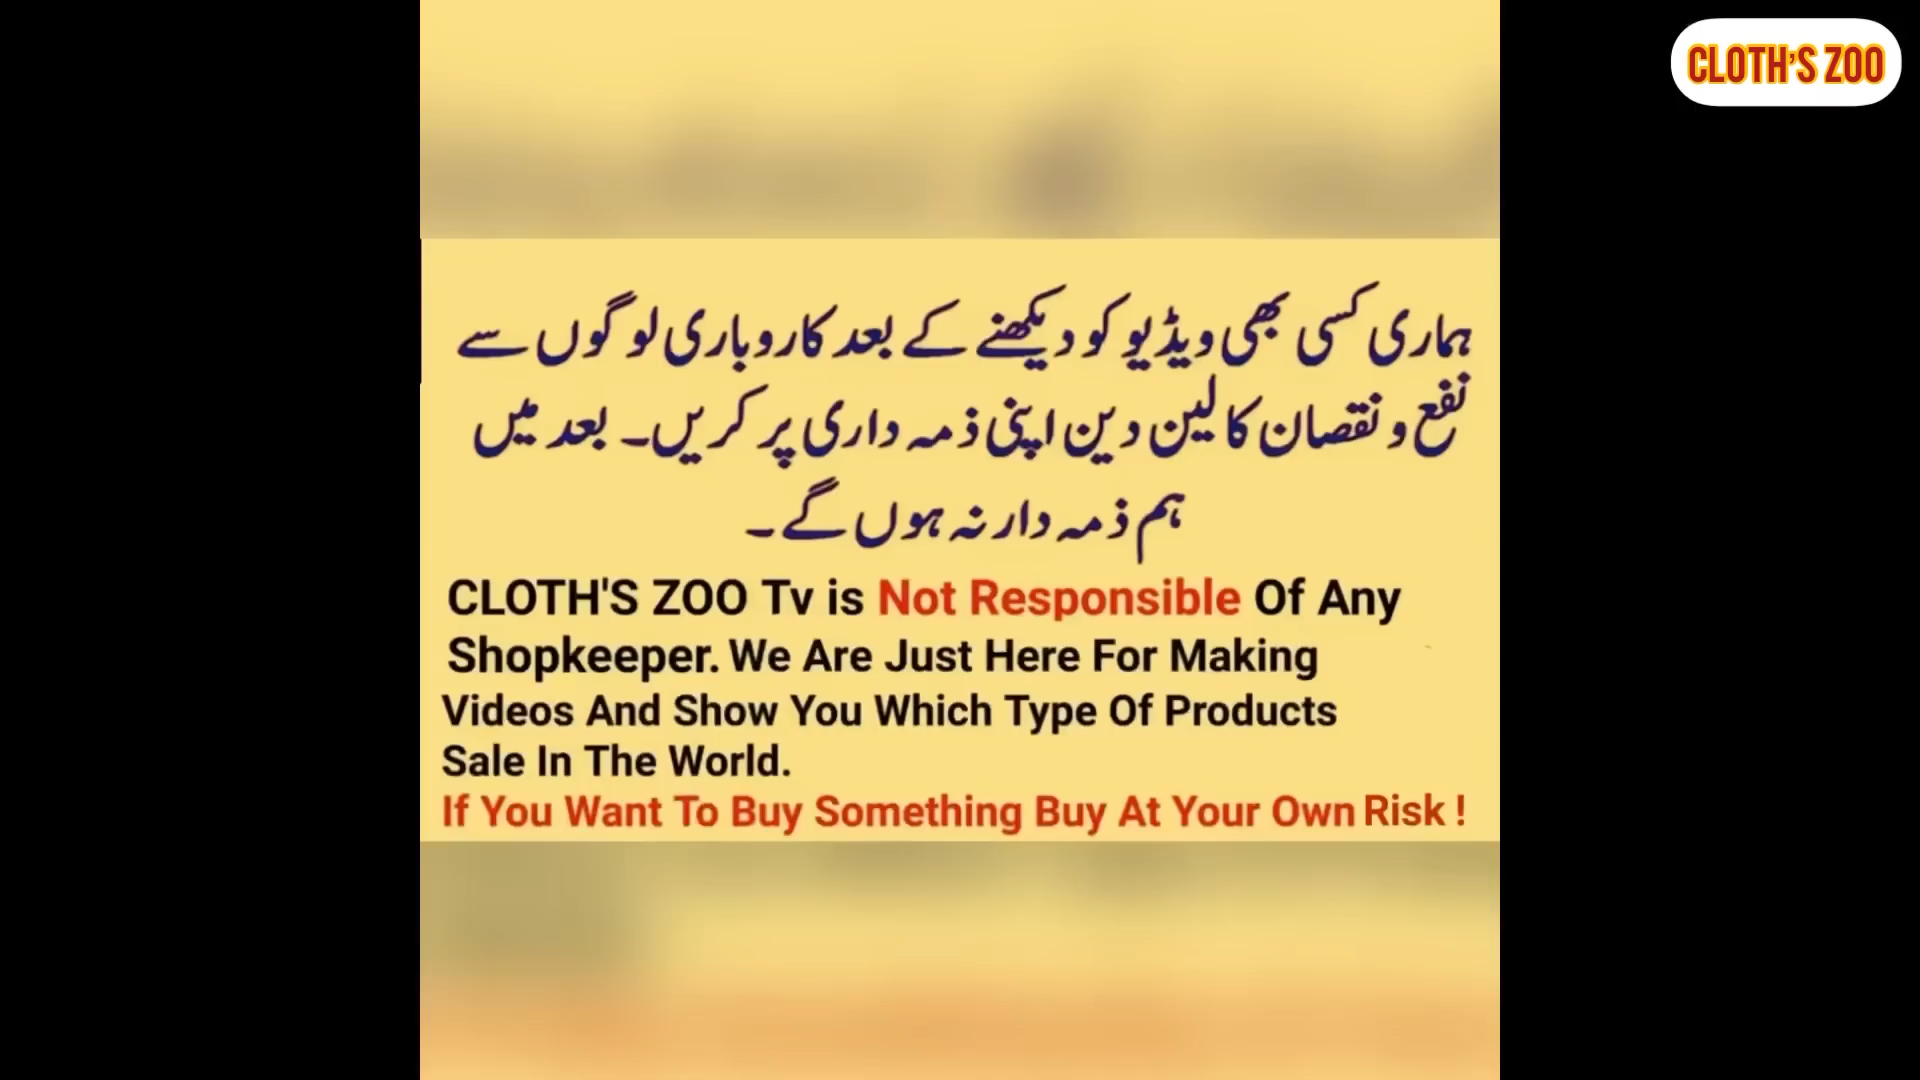 CLOTH'S ZOO
ہماری کسی بھی ویڈیو کو دیکھنے کے بعد کاروباری لوگوں سے
نفع و نقصان کا لین دین اپنی ذمہ داری پر کریں۔ بعد میں
ہم ذمہ دار نہ ہوں گے۔
CLOTH'S ZOO Tv is Not Responsible Of Any
Shopkeeper. We Are Just Here For Making
Videos And Show You Which Type Of Products
Sale In The World.
If You Want To Buy Something Buy At Your Own Risk !